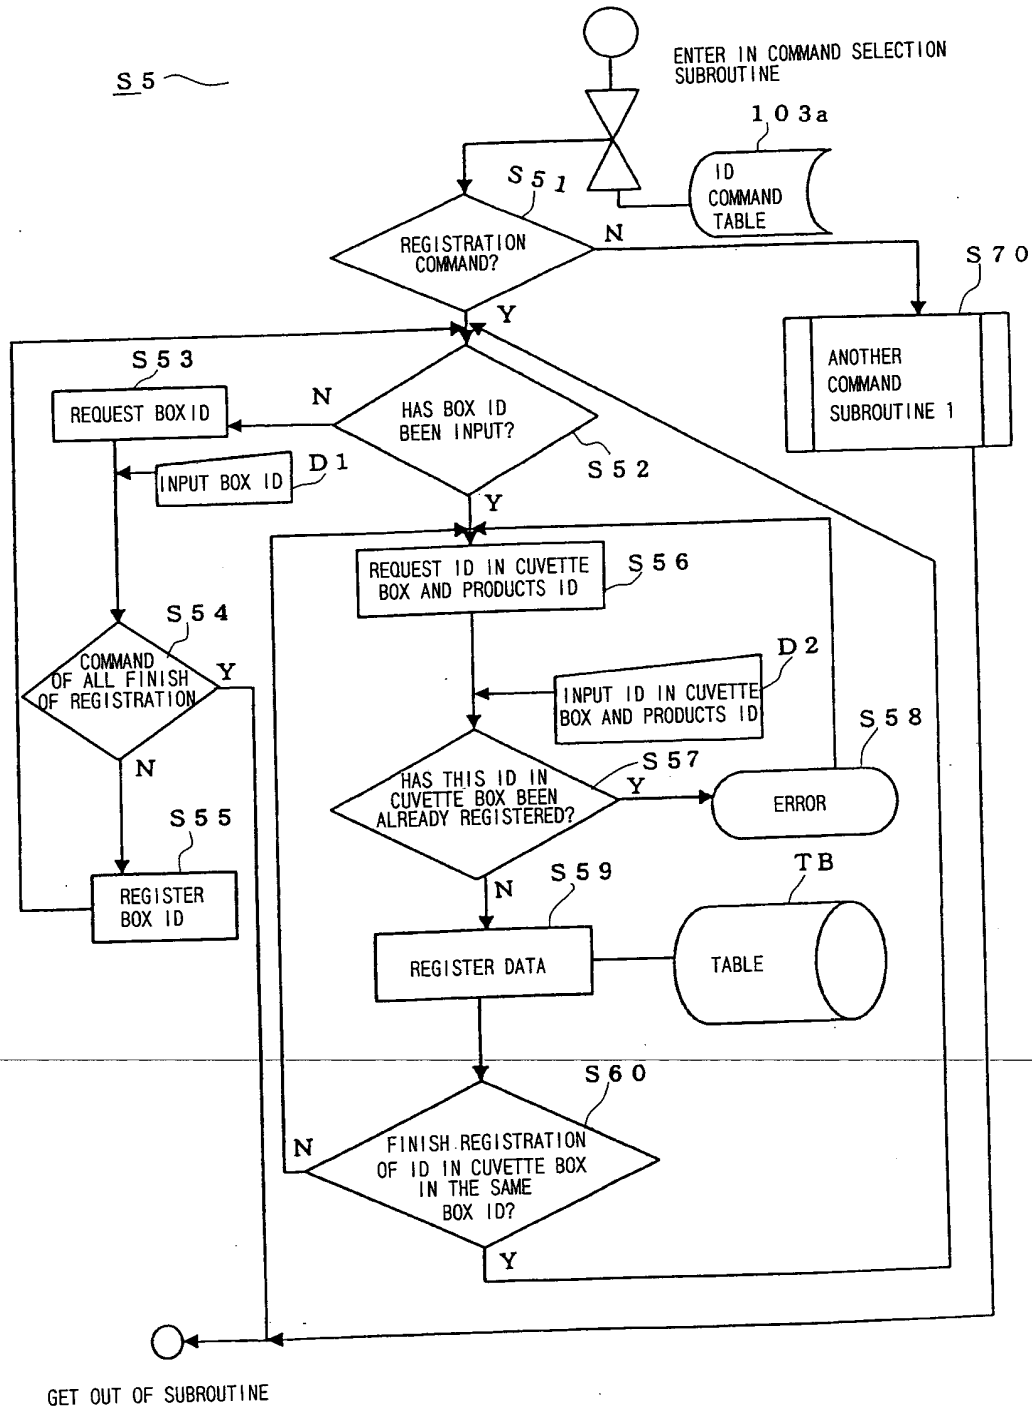 S5
ENTER IN COMMAND SELECTION
SUBROUTINE
103a
ID
COMMAND
TABLE
S51
REGISTRATION
COMMAND?
N
Y
S70
ANOTHER
COMMAND
SUBROUTINE 1
S53
REQUEST BOX ID
N
HAS BOX ID
BEEN INPUT?
S52
Y
D1
INPUT BOX ID
S54
COMMAND
OF ALL FINISH
OF REGISTRATION
Y
N
S55
REGISTER
BOX ID
REQUEST ID IN CUVETTE
BOX AND PRODUCTS ID
S56
D2
INPUT ID IN CUVETTE
BOX AND PRODUCTS ID
S57
HAS THIS ID IN
CUVETTE BOX BEEN
ALREADY REGISTERED?
Y
N
S58
ERROR
S59
REGISTER DATA
TB
TABLE
S60
FINISH REGISTRATION
OF ID IN CUVETTE BOX
IN THE SAME
BOX ID?
N
Y
GET OUT OF SUBROUTINE